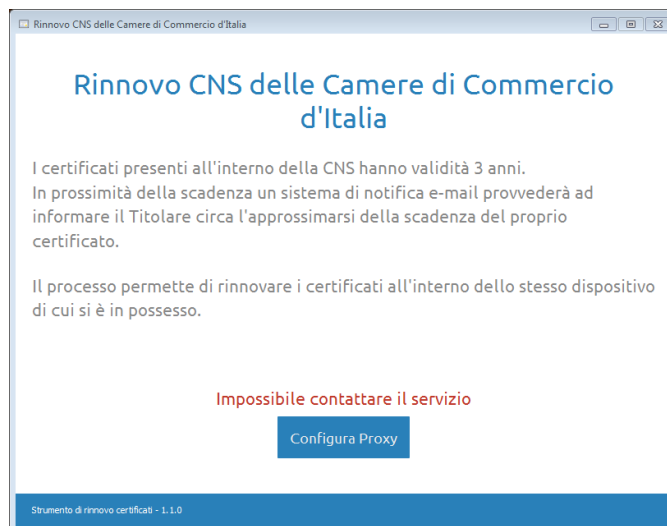 Rinnovo CNS delle Camere di Commercio d'Italia
Rinnovo CNS delle Camere di Commercio
d'Italia
I certificati presenti all'interno della CNS hanno validità 3 anni.
In prossimità della scadenza un sistema di notifica e-mail provvederà ad
informare il Titolare circa l'approssimarsi della scadenza del proprio
certificato.
Il processo permette di rinnovare i certificati all'interno dello stesso dispositivo
di cui si è in possesso.
Impossibile contattare il servizio
Configura Proxy
Strumento di rinnovo certificati - 1.1.0